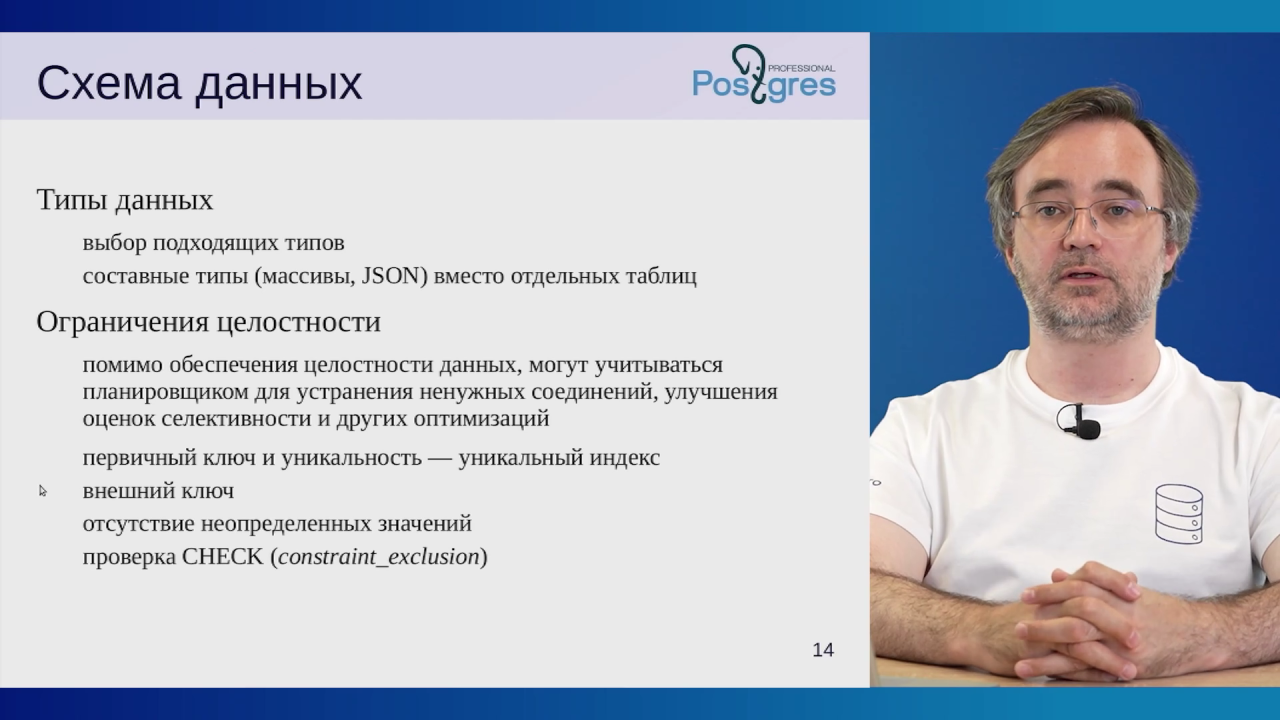 Схема данных
PROFESSIONAL
Postgres
Типы данных
выбор подходящих типов
составные типы (массивы, JSON) вместо отдельных таблиц
Ограничения целостности
помимо обеспечения целостности данных, могут учитываться
планировщиком для устранения ненужных соединений, улучшения
оценок селективности и других оптимизаций
первичный ключ и уникальность — уникальный индекс
внешний ключ
отсутствие неопределенных значений
проверка CHECK (constraint_exclusion)
14